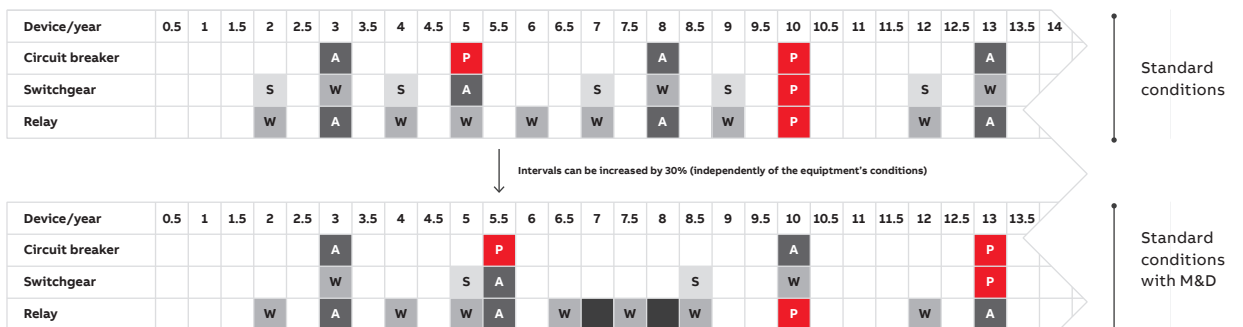 Device/year 0.5 1 1.5 2 2.5 3 3.5 4 4.5 5 5.5 6 6.5 7 7.5 8 8.5 9 9.5 10 10.5 11 11.5 12 12.5 13 13.5 14
Circuit breaker A P A P A
Switchgear S W S A S W S P S W
Relay W A W W W W A W P W A
Standard
conditions
Intervals can be increased by 30% (independently of the equiptment's conditions)
Device/year 0.5 1 1.5 2 2.5 3 3.5 4 4.5 5 5.5 6 6.5 7 7.5 8 8.5 9 9.5 10 10.5 11 11.5 12 12.5 13 13.5
Circuit breaker A P A P
Switchgear W S A S W P
Relay W A W W A W W W P W A
Standard
conditions
with M&D